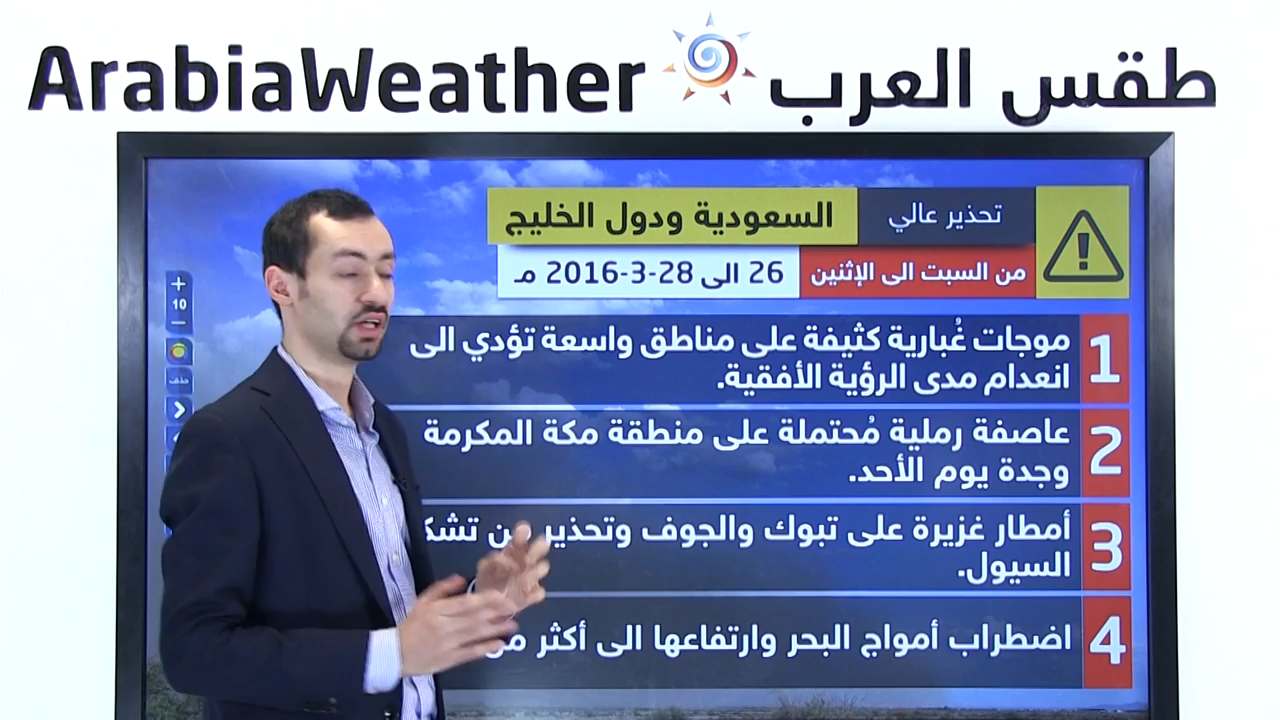 ArabiaWeather طقس العرب
تحذير عالي السعودية ودول الخليج
من السبت الى الإثنين 26 الى 28-3-2016 مـ
1 موجات غُبارية كثيفة على مناطق واسعة تؤدي الى
انعدام مدى الرؤية الأفقية.
2 عاصفة رملية مُحتملة على منطقة مكة المكرمة
وجدة يوم الأحد.
3 أمطار غزيرة على تبوك والجوف وتحذير من
السيول.
4 اضطراب أمواج البحر وارتفاعها الى أكثر من
+
10
حذف